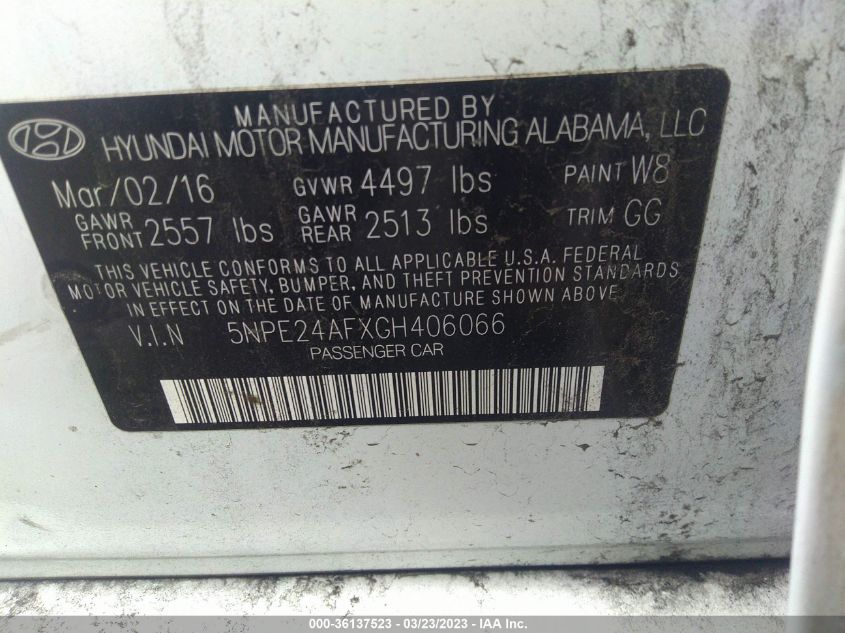 MANUFACTURED BY
HYUNDAI MOTOR MANUFACTURING ALABAMA, LLC
Mar/02/16 GVWR 4497 lbs PAINT W8
GAWR FRONT 2557 lbs GAWR REAR 2513 lbs TRIM GG
THIS VEHICLE CONFORMS TO ALL APPLICABLE U.S.A. FEDERAL
MOTOR VEHICLE SAFETY, BUMPER, AND THEFT PREVENTION STANDARDS
IN EFFECT ON THE DATE OF MANUFACTURE SHOWN ABOVE.
V.I.N 5NPE24AFXGH406066
PASSENGER CAR
000-36137523 - 03/23/2023 - IAA Inc.